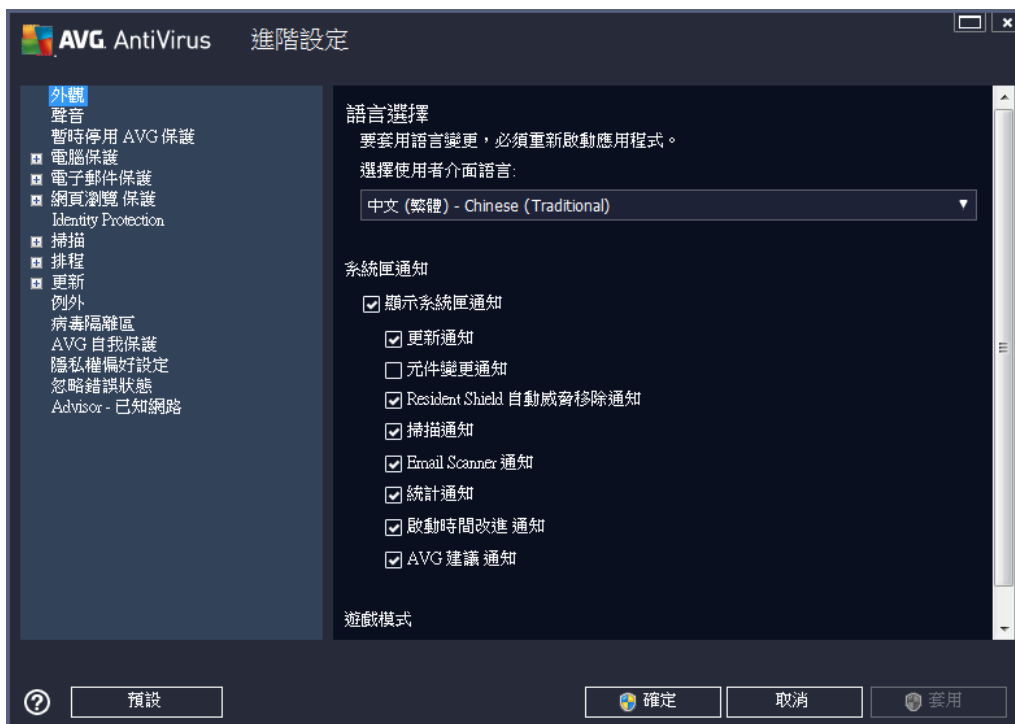 AVG. AntiVirus 進階設定
外觀
聲音
暫時停用 AVG 保護
電腦保護
電子郵件保護
網頁瀏覽 保護
Identity Protection
掃描
排程
更新
例外
病毒隔離區
AVG 自我保護
隱私權偏好設定
忽略錯誤狀態
Advisor - 已知網路
語言選擇
要套用語言變更，必須重新啟動應用程式。
選擇使用者介面語言:
中文 (繁體) - Chinese (Traditional)
系統匣通知
顯示系統匣通知
更新通知
元件變更通知
Resident Shield 自動威脅移除通知
掃描通知
Email Scanner 通知
統計通知
啟動時間改進 通知
AVG 建議 通知
遊戲模式
預設 確定 取消 套用